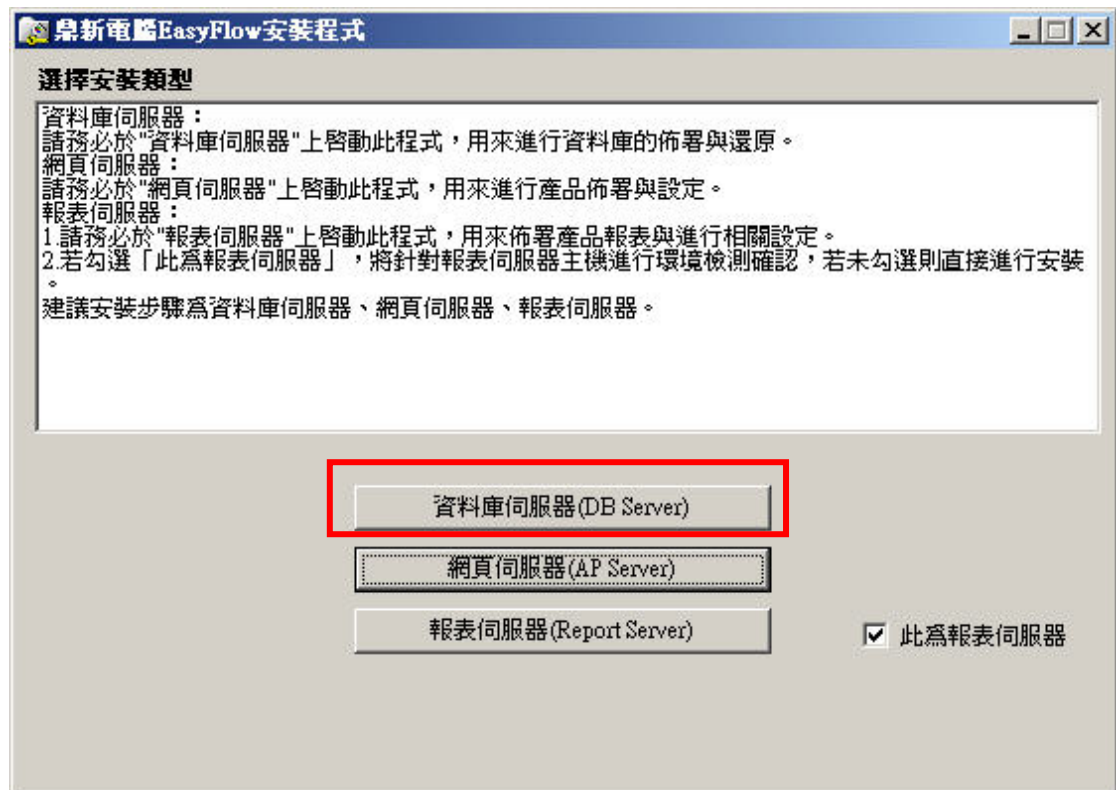 鼎新電腦EasyFlow安裝程式
選擇安裝類型
資料庫伺服器：
請務必於"資料庫伺服器"上啓動此程式，用來進行資料庫的佈署與還原。
網頁伺服器：
請務必於"網頁伺服器"上啓動此程式，用來進行產品佈署與設定。
報表伺服器：
1.請務必於"報表伺服器"上啓動此程式，用來佈署產品報表與進行相關設定。
2.若勾選「此爲報表伺服器」，將針對報表伺服器主機進行環境檢測確認，若未勾選則直接進行安裝
。
建議安裝步驟爲資料庫伺服器、網頁伺服器、報表伺服器。
資料庫伺服器(DB Server)
網頁伺服器(AP Server)
報表伺服器(Report Server)
此爲報表伺服器